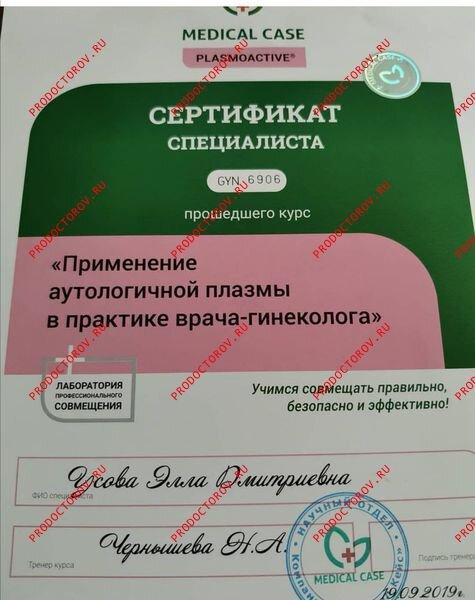 MEDICAL CASE
PLASMOACTIVE®
СЕРТИФИКАТ
СПЕЦИАЛИСТА
GYN 6906
прошедшего курс
«Применение
аутологичной плазмы
в практике врача-гинеколога»
ЛАБОРАТОРИЯ
ПРОФЕССИОНАЛЬНОГО
СОВМЕЩЕНИЯ
Учимся совмещать правильно,
безопасно и эффективно!
Усова Элла Дмитриевна
ФИО специалиста
Чернышева Н.А.
Тренер курса
Подпись тренера
НАУЧНЫЙ ОТДЕЛ
MEDICAL CASE
19.09.2019г.
PRODOCTOROV.RU